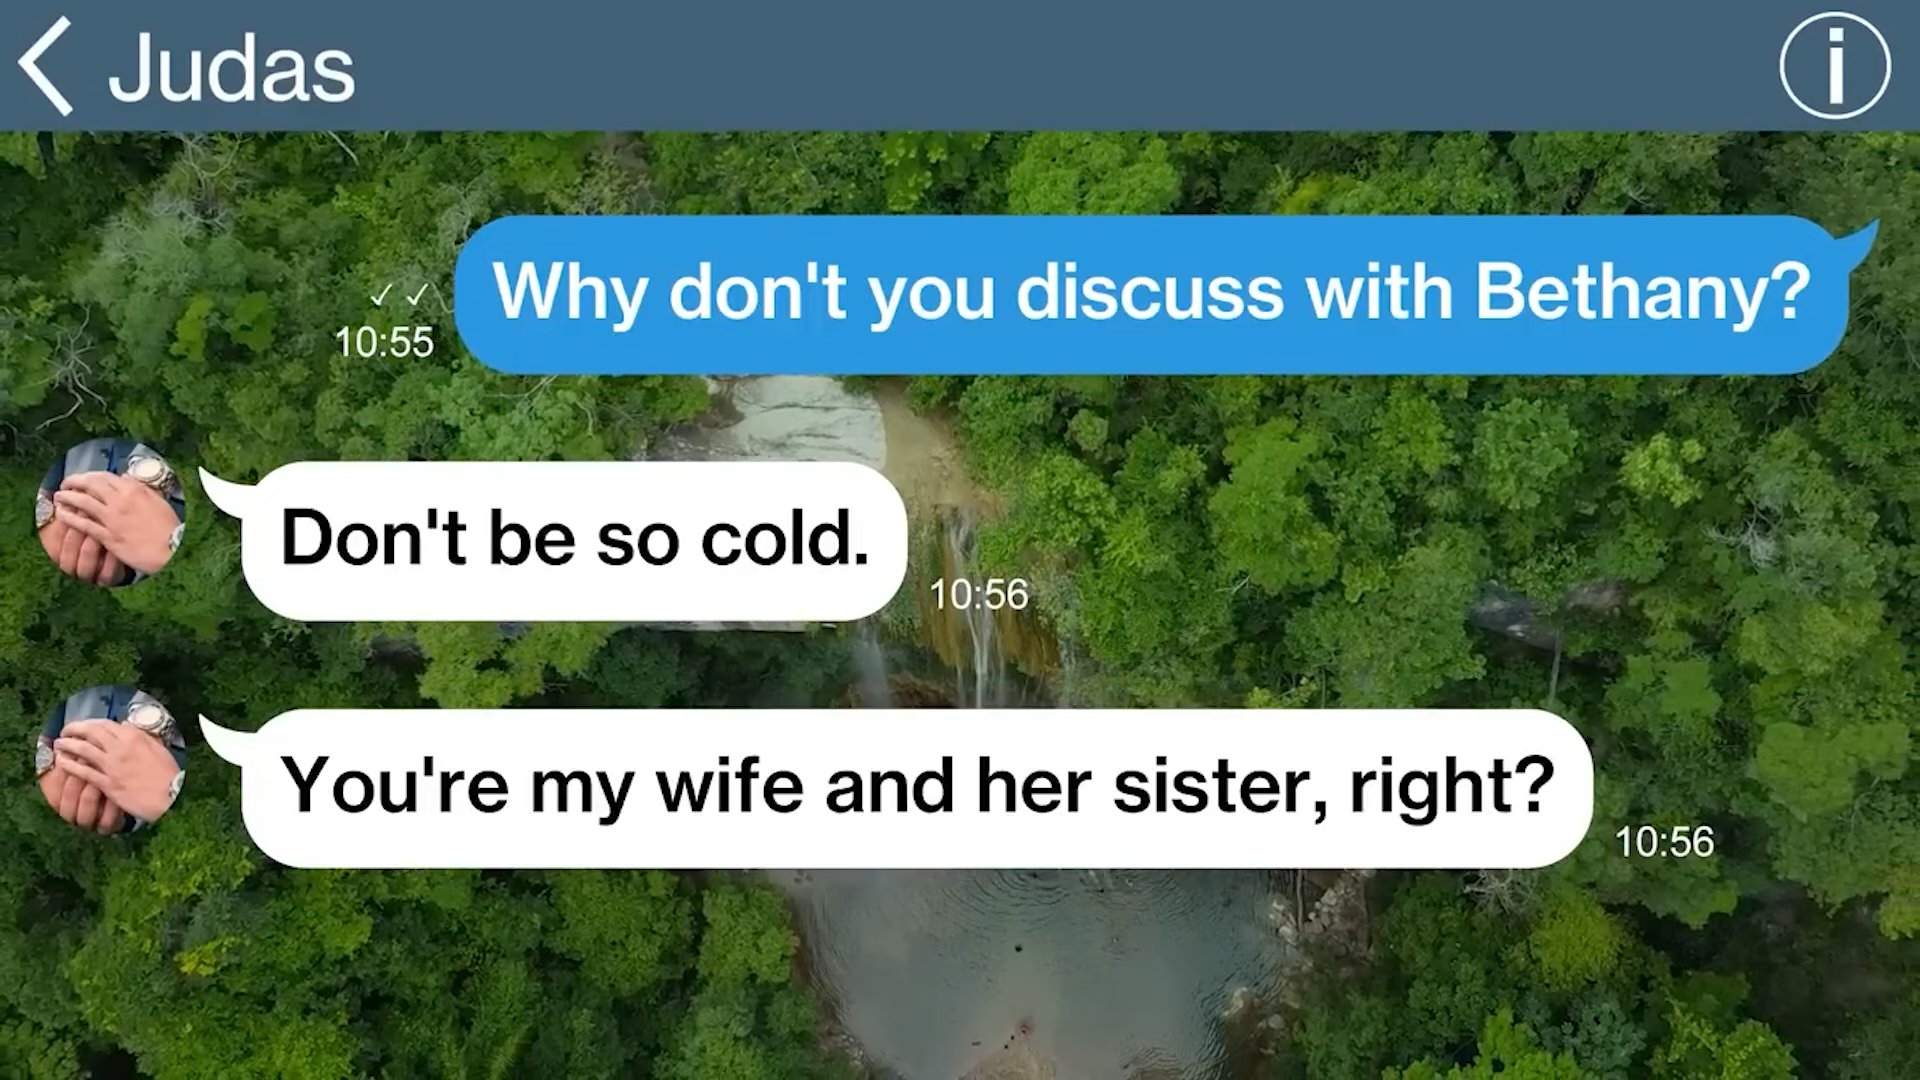 Judas
Why don't you discuss with Bethany?
10:55
Don't be so cold.
10:56
You're my wife and her sister, right?
10:56